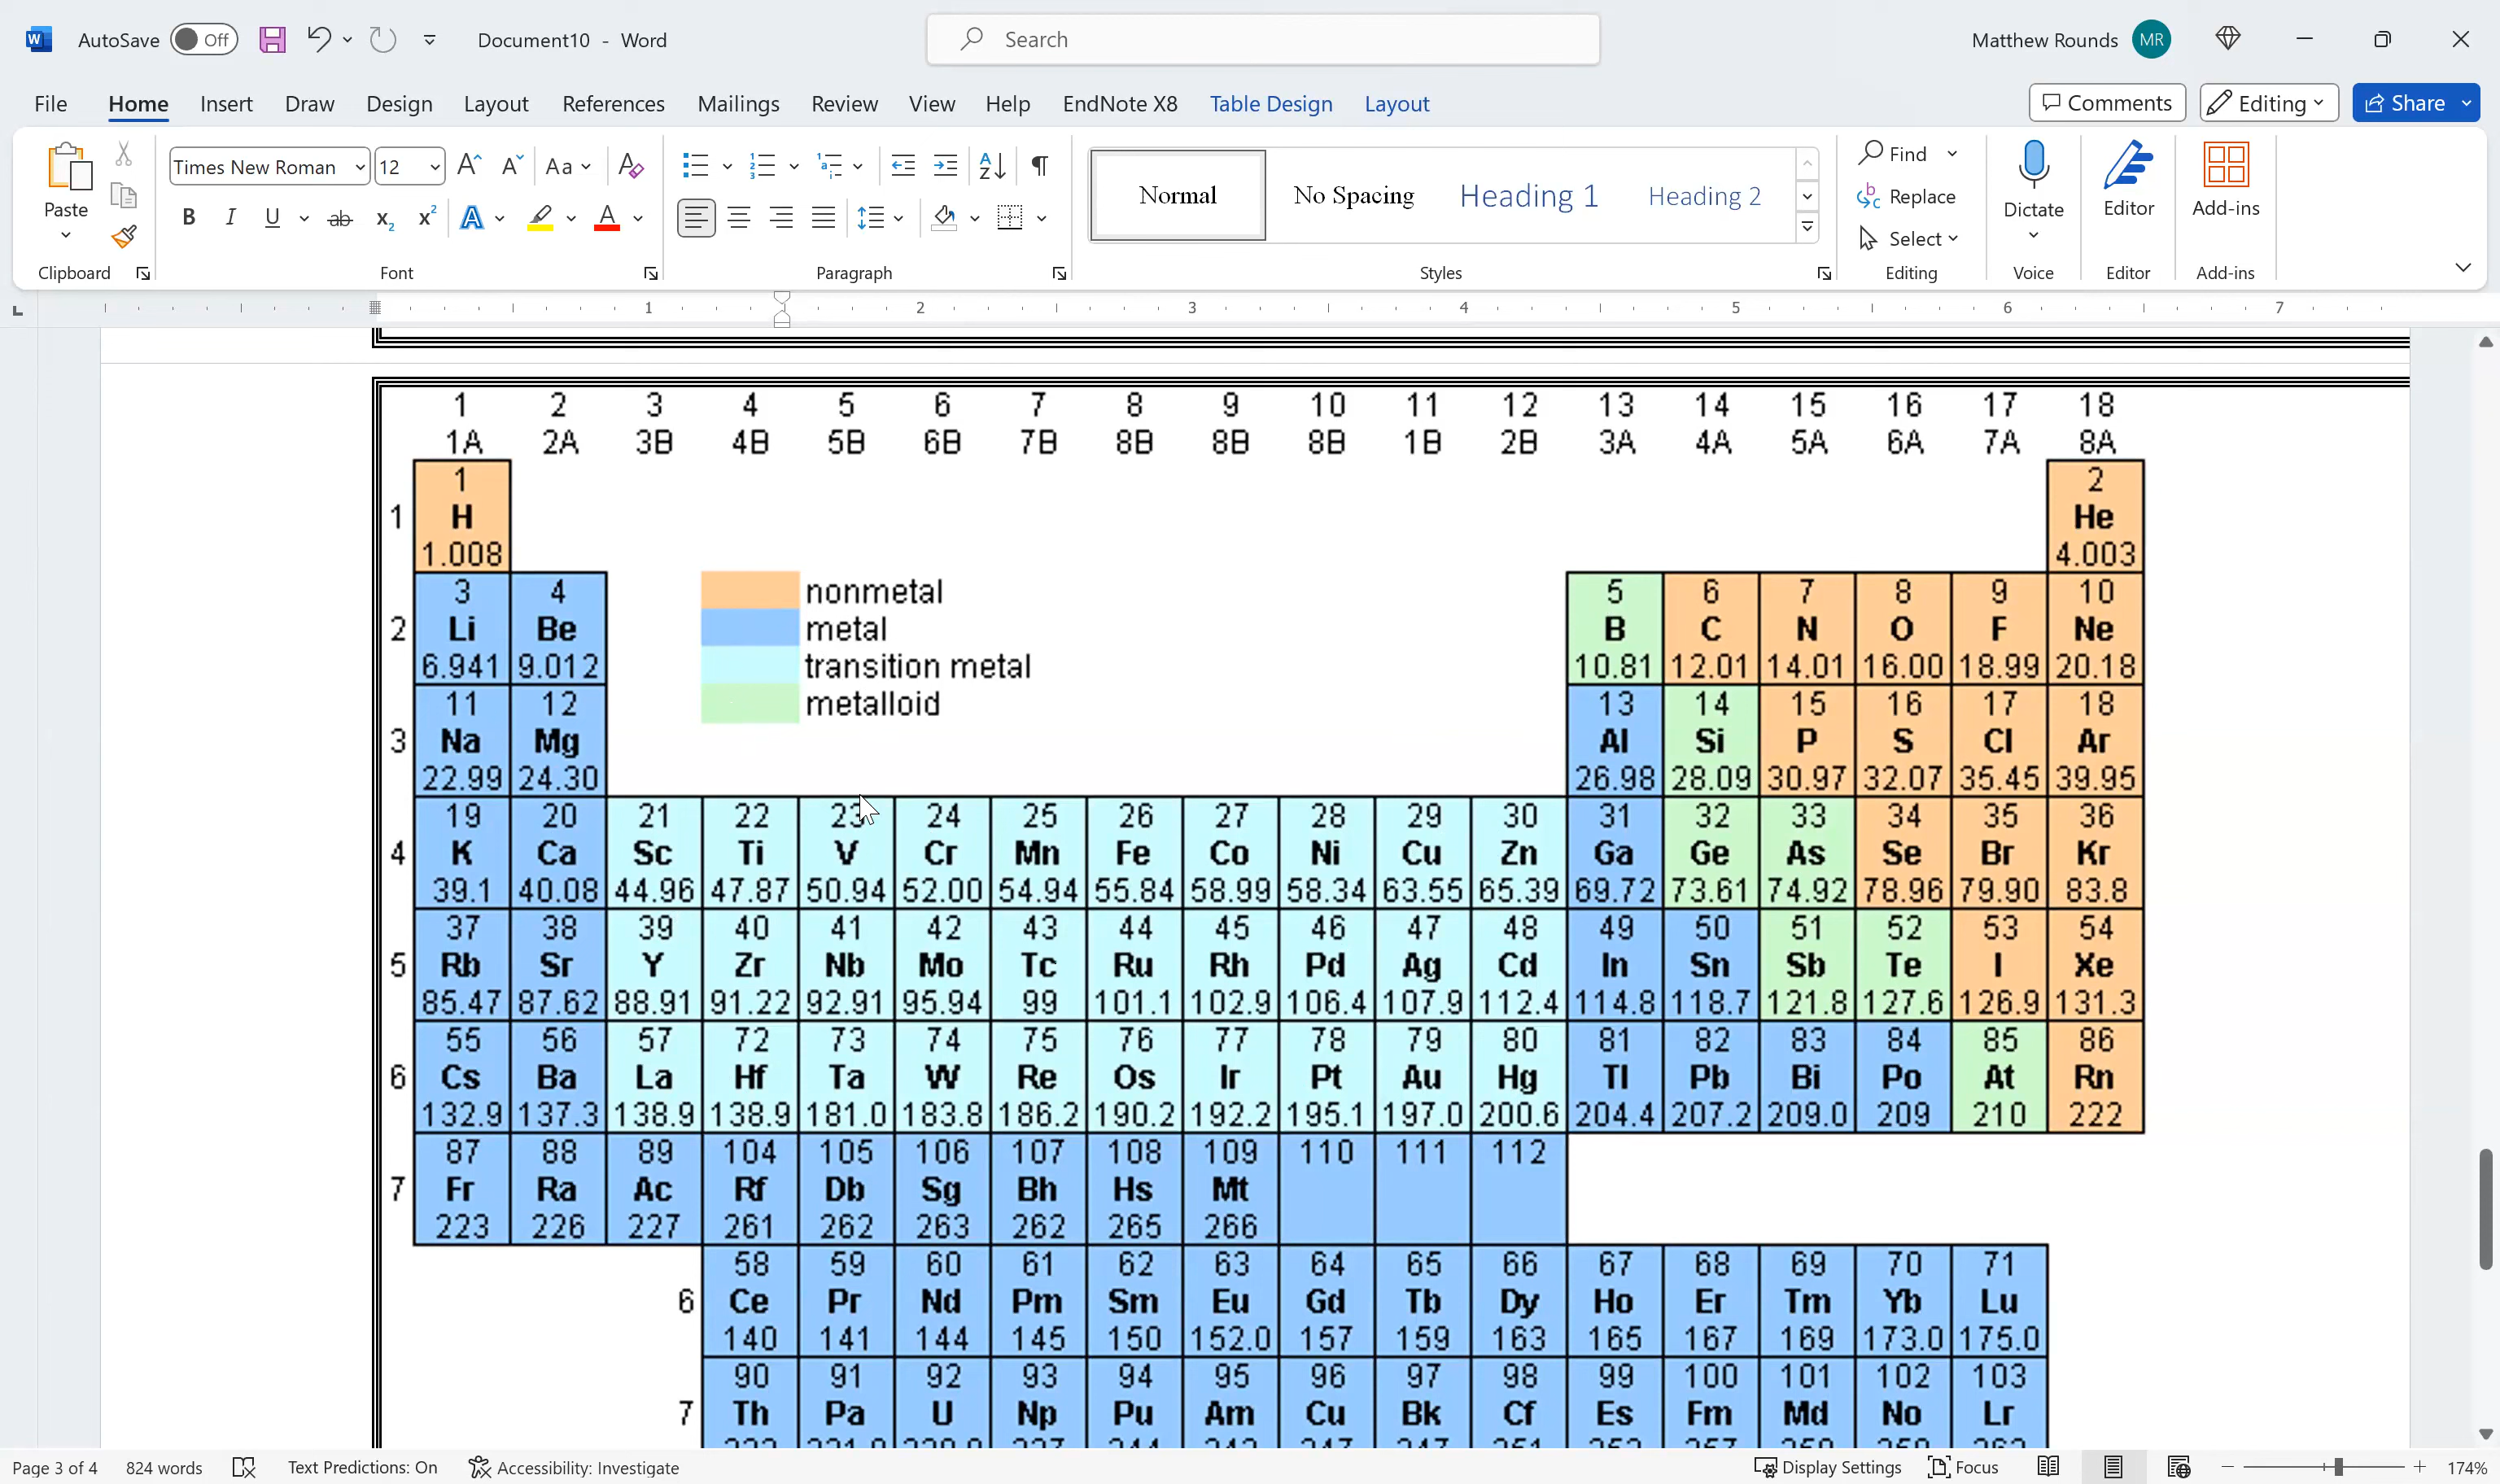 AutoSave Off Document10 - Word Search Matthew Rounds MR
File Home Insert Draw Design Layout References Mailings Review View Help EndNote X8 Table Design Layout Comments Editing Share
Times New Roman 12 Aa
Paste B I U ab x₂ x² A A Normal No Spacing Heading 1 Heading 2 Find Replace Select Dictate Editor Add-ins
Clipboard Font Paragraph Styles Editing Voice Editor Add-ins
1 2 3 4 5 6 7
1 2 3 4 5 6 7 8 9 10 11 12 13 14 15 16 17 18
1A 2A 3B 4B 5B 6B 7B 8B 8B 8B 1B 2B 3A 4A 5A 6A 7A 8A
1 2
1 H He
1.008 4.003
nonmetal
metal
transition metal
metalloid
3 4 5 6 7 8 9 10
2 Li Be B C N O F Ne
6.941 9.012 10.81 12.01 14.01 16.00 18.99 20.18
11 12 13 14 15 16 17 18
3 Na Mg Al Si P S Cl Ar
22.99 24.30 26.98 28.09 30.97 32.07 35.45 39.95
19 20 21 22 23 24 25 26 27 28 29 30 31 32 33 34 35 36
4 K Ca Sc Ti V Cr Mn Fe Co Ni Cu Zn Ga Ge As Se Br Kr
39.1 40.08 44.96 47.87 50.94 52.00 54.94 55.84 58.99 58.34 63.55 65.39 69.72 73.61 74.92 78.96 79.90 83.8
37 38 39 40 41 42 43 44 45 46 47 48 49 50 51 52 53 54
5 Rb Sr Y Zr Nb Mo Tc Ru Rh Pd Ag Cd In Sn Sb Te I Xe
85.47 87.62 88.91 91.22 92.91 95.94 99 101.1 102.9 106.4 107.9 112.4 114.8 118.7 121.8 127.6 126.9 131.3
55 56 57 72 73 74 75 76 77 78 79 80 81 82 83 84 85 86
6 Cs Ba La Hf Ta W Re Os Ir Pt Au Hg Tl Pb Bi Po At Rn
132.9 137.3 138.9 138.9 181.0 183.8 186.2 190.2 192.2 195.1 197.0 200.6 204.4 207.2 209.0 209 210 222
87 88 89 104 105 106 107 108 109 110 111 112
7 Fr Ra Ac Rf Db Sg Bh Hs Mt
223 226 227 261 262 263 262 265 266
58 59 60 61 62 63 64 65 66 67 68 69 70 71
6 Ce Pr Nd Pm Sm Eu Gd Tb Dy Ho Er Tm Yb Lu
140 141 144 145 150 152.0 157 159 163 165 167 169 173.0 175.0
90 91 92 93 94 95 96 97 98 99 100 101 102 103
7 Th Pa U Np Pu Am Cu Bk Cf Es Fm Md No Lr
Page 3 of 4 824 words Text Predictions: On Accessibility: Investigate Display Settings Focus 174%